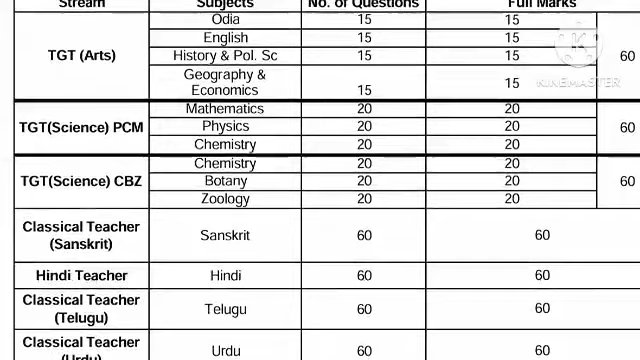 Stream Subjects No. of Questions Full Marks
TGT (Arts) Odia 15 15 60
English 15 15
History & Pol. Sc 15 15
Geography & Economics 15 15
TGT(Science) PCM Mathematics 20 20 60
Physics 20 20
Chemistry 20 20
TGT(Science) CBZ Chemistry 20 20 60
Botany 20 20
Zoology 20 20
Classical Teacher (Sanskrit) Sanskrit 60 60
Hindi Teacher Hindi 60 60
Classical Teacher (Telugu) Telugu 60 60
Classical Teacher (Urdu) Urdu 60 60
KINEMASTER